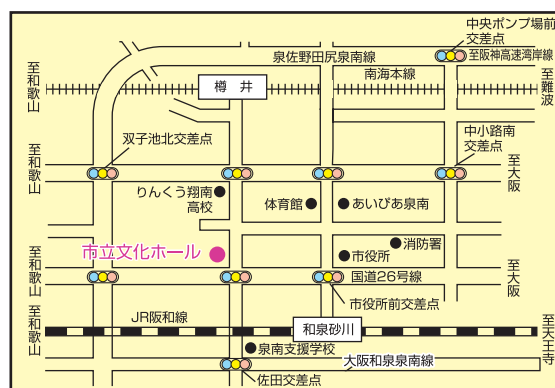 中央ポンプ場前
交差点
泉佐野田尻泉南線
至阪神高速湾岸線
南海本線
至和歌山
樽井
至難波
双子池北交差点
中小路南
交差点
至和歌山
至大阪
りんくう翔南
高校
体育館
あいぴあ泉南
消防署
市立文化ホール
市役所
至和歌山
国道26号線
至大阪
市役所前交差点
至和歌山
JR阪和線
和泉砂川
至天王寺
泉南支援学校
大阪和泉泉南線
佐田交差点